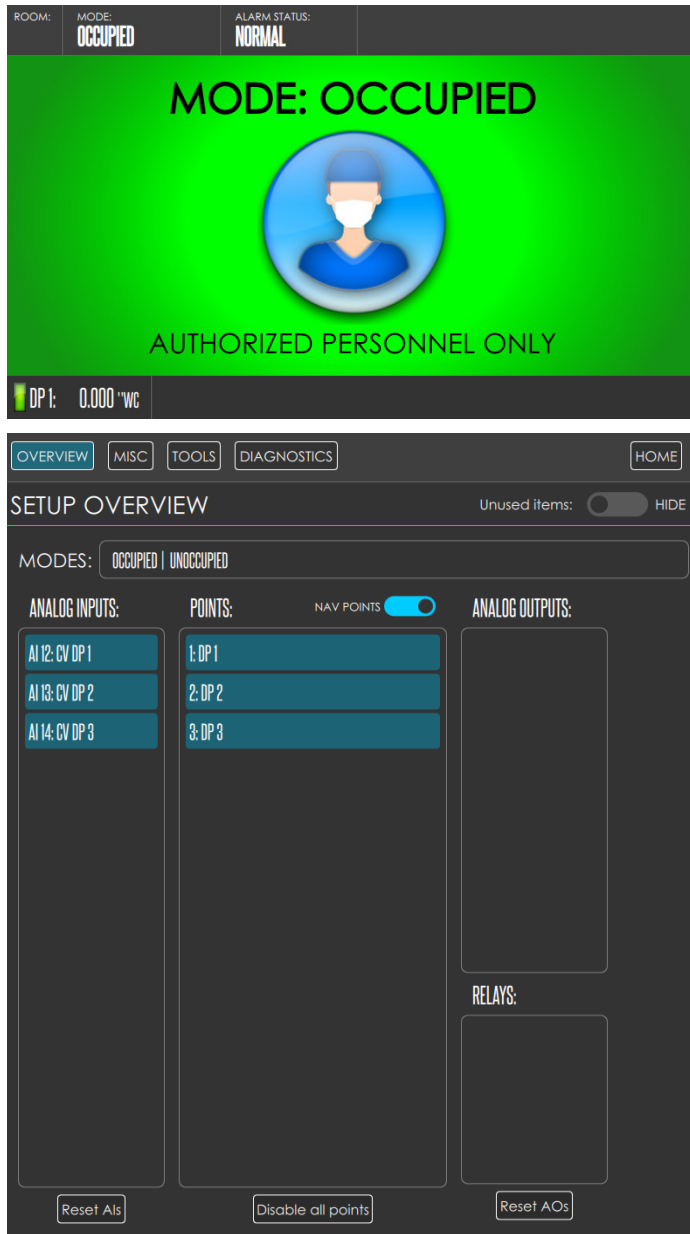 ROOM: MODE: ALARM STATUS:
OCCUPIED NORMAL
MODE: OCCUPIED
AUTHORIZED PERSONNEL ONLY
DP 1: 0.000 "WC
OVERVIEW MISC TOOLS DIAGNOSTICS HOME
SETUP OVERVIEW Unused items: HIDE
MODES: OCCUPIED | UNOCCUPIED
ANALOG INPUTS: POINTS: NAV POINTS ANALOG OUTPUTS:
AI 12: CV DP 1 1: DP 1
AI 13: CV DP 2 2: DP 2
AI 14: CV DP 3 3: DP 3
RELAYS:
Reset AIs Disable all points Reset AOs